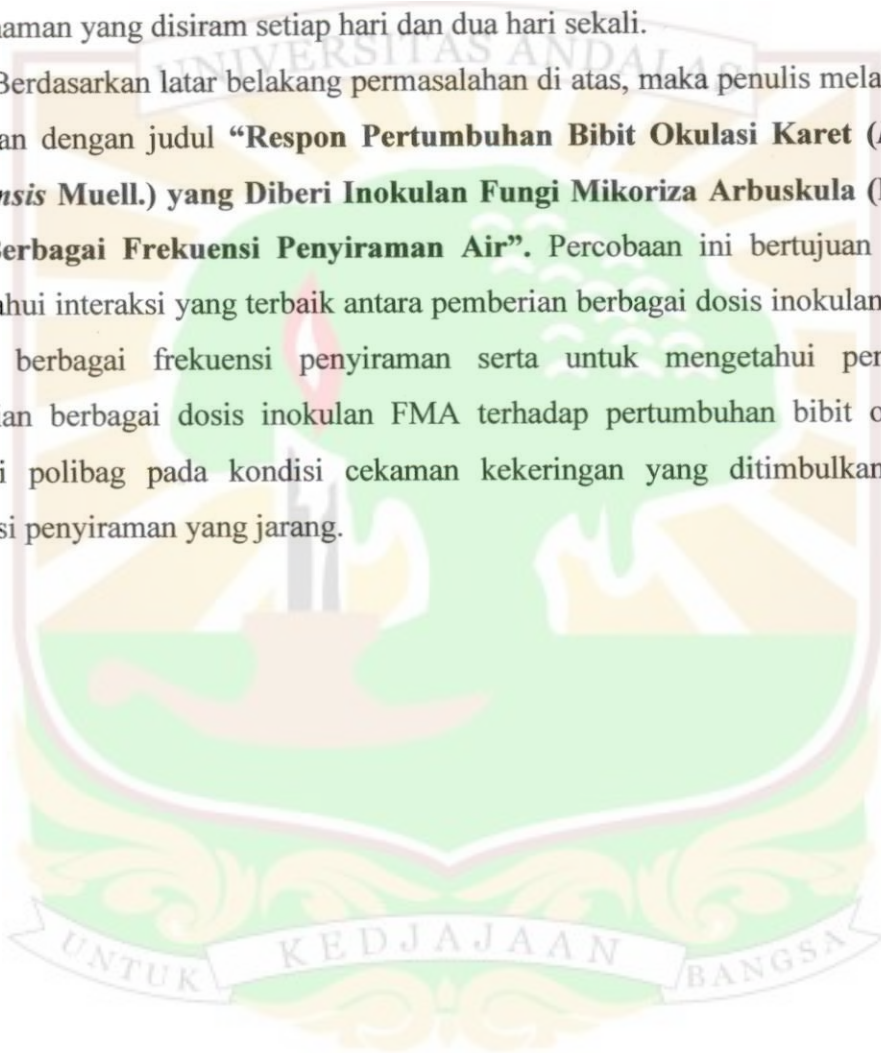 aman yang disiram setiap hari dan dua hari sekali.
UNIVERSITAS ANDALAS
Berdasarkan latar belakang permasalahan di atas, maka penulis mela
an dengan judul “Respon Pertumbuhan Bibit Okulasi Karet (
nsis Muell.) yang Diberi Inokulan Fungi Mikoriza Arbuskula (
erbagai Frekuensi Penyiraman Air”. Percobaan ini bertujuan
ahui interaksi yang terbaik antara pemberian berbagai dosis inokulan
berbagai frekuensi penyiraman serta untuk mengetahui per
ian berbagai dosis inokulan FMA terhadap pertumbuhan bibit o
i polibag pada kondisi cekaman kekeringan yang ditimbulkan
si penyiraman yang jarang.
UNTUK KEDJAJAAN BANGSA